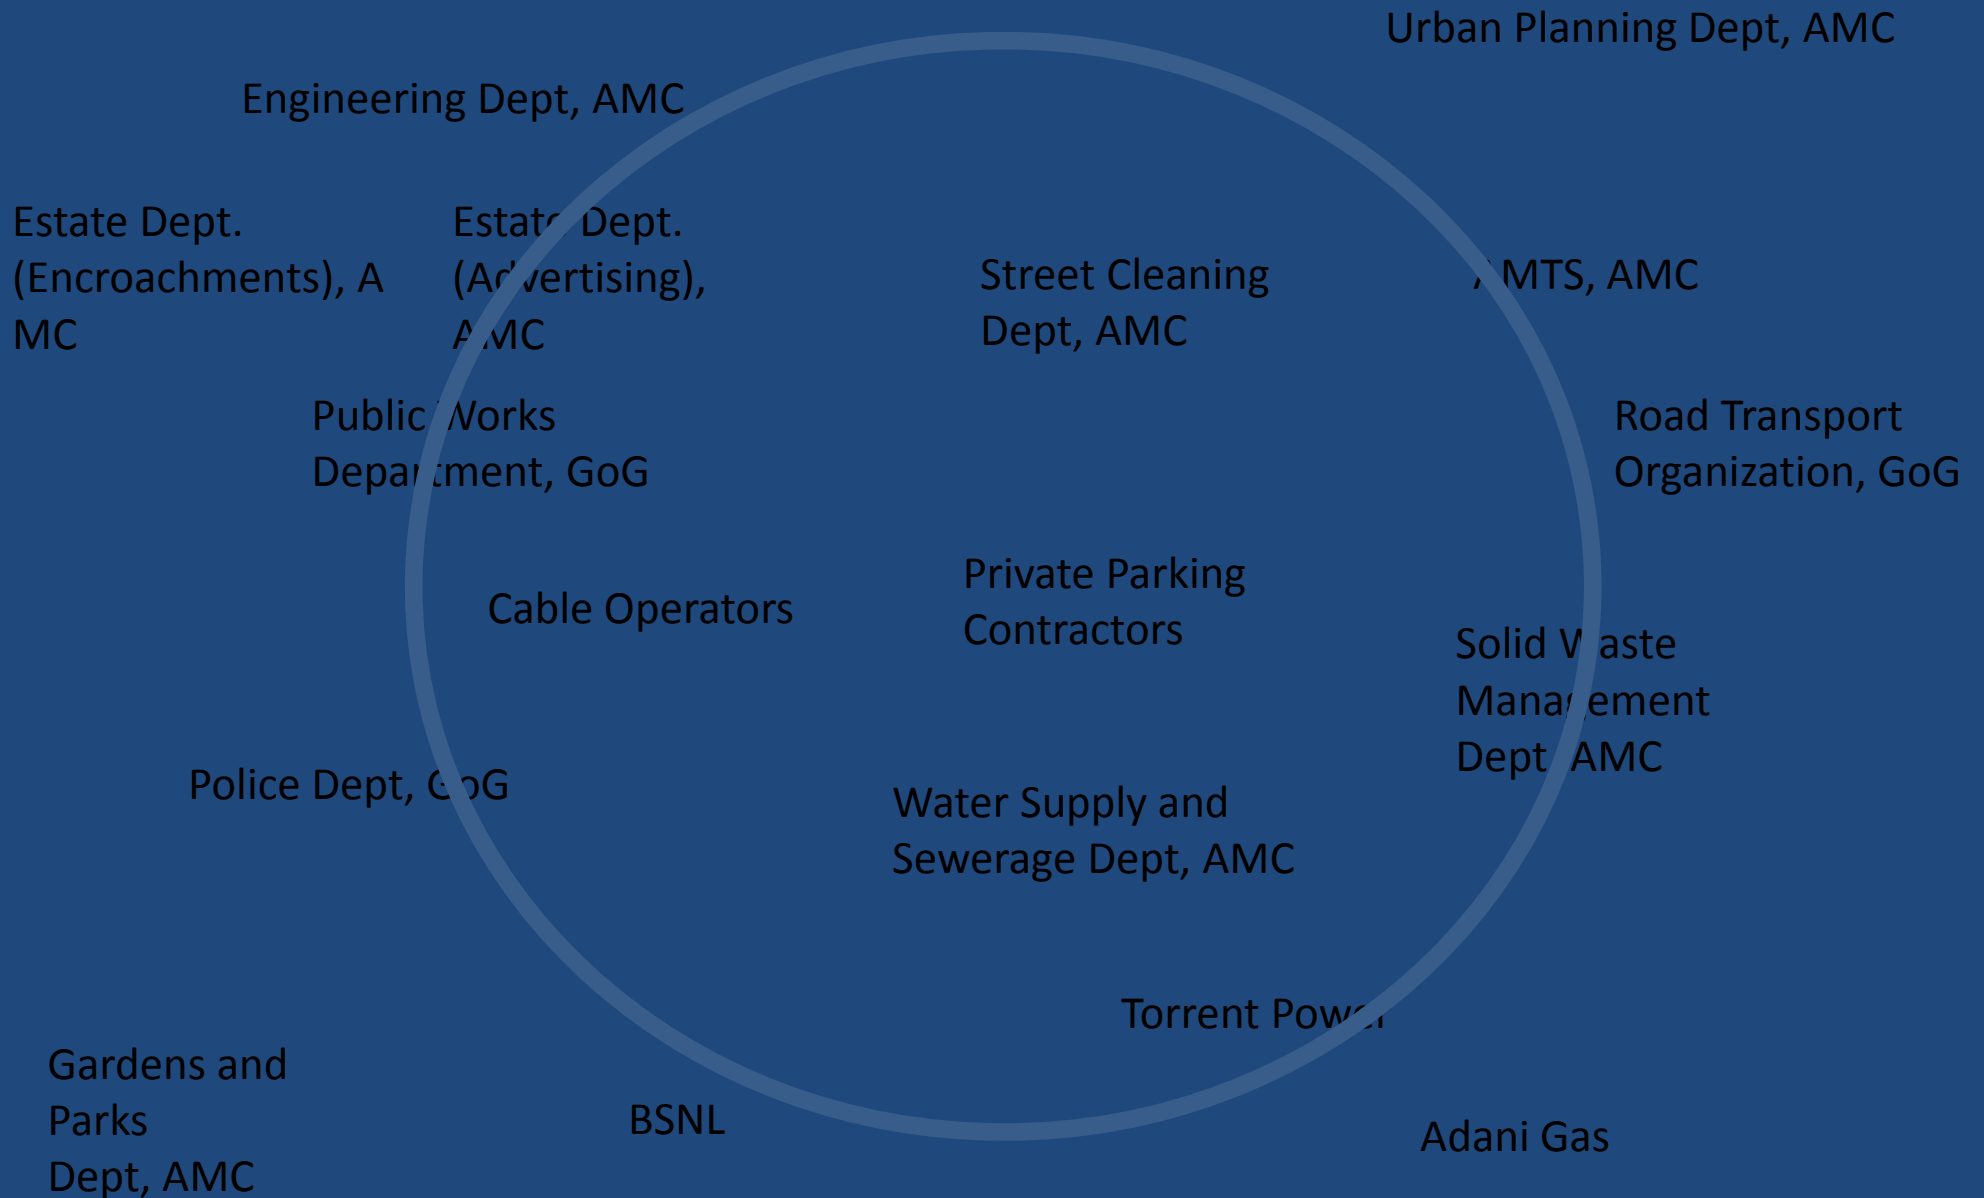 Urban Planning Dept, AMC
Engineering Dept, AMC
Estate Dept.
(Encroachments), A
MC
Estate Dept.
(Advertising),
AMC
Street Cleaning
Dept, AMC
AMTS, AMC
Public Works
Department, GoG
Road Transport
Organization, GoG
Cable Operators
Private Parking
Contractors
Solid Waste
Management
Dept, AMC
Police Dept, GoG
Water Supply and
Sewerage Dept, AMC
Torrent Power
Gardens and
Parks
Dept, AMC
BSNL
Adani Gas